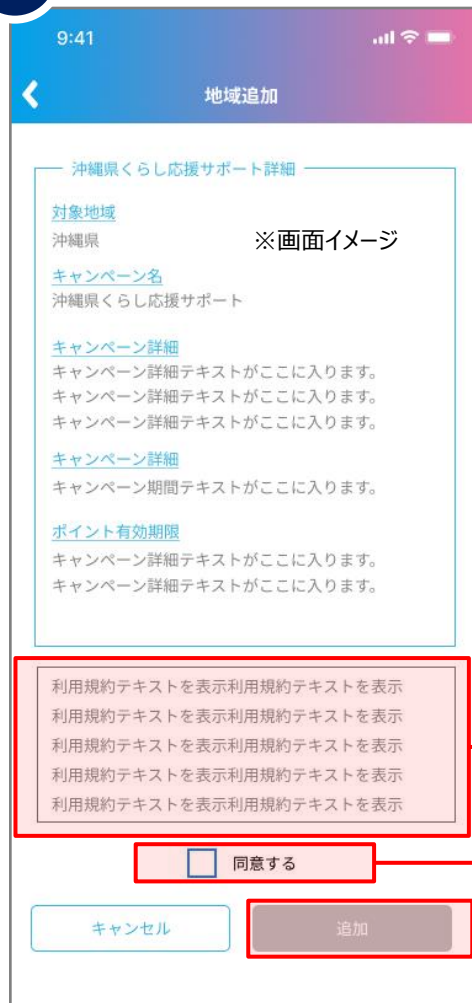 9:41
地域追加
沖縄県くらし応援サポート詳細
対象地域
沖縄県
※画面イメージ
キャンペーン名
沖縄県くらし応援サポート
キャンペーン詳細
キャンペーン詳細テキストがここに入ります。
キャンペーン詳細テキストがここに入ります。
キャンペーン詳細テキストがここに入ります。
キャンペーン詳細
キャンペーン期間テキストがここに入ります。
ポイント有効期限
キャンペーン詳細テキストがここに入ります。
キャンペーン詳細テキストがここに入ります。
利用規約テキストを表示利用規約テキストを表示
利用規約テキストを表示利用規約テキストを表示
利用規約テキストを表示利用規約テキストを表示
利用規約テキストを表示利用規約テキストを表示
利用規約テキストを表示利用規約テキストを表示
同意する
キャンセル
追加